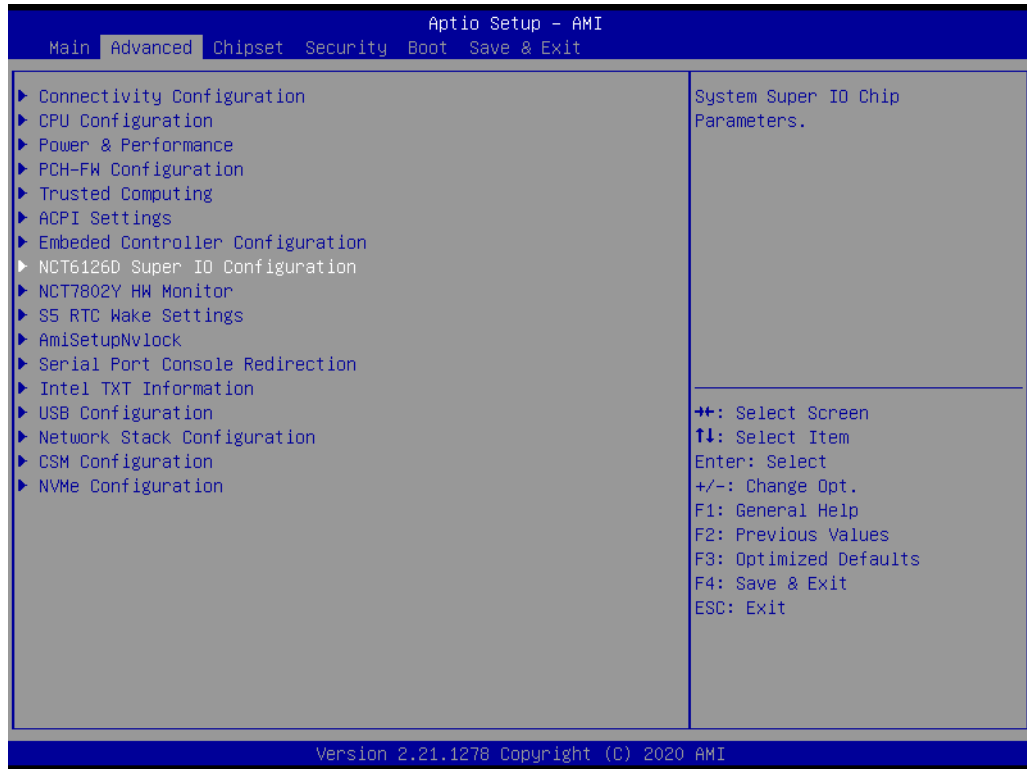 Aptio Setup – AMI
Main Advanced Chipset Security Boot Save & Exit
▶ Connectivity Configuration
▶ CPU Configuration
▶ Power & Performance
▶ PCH-FW Configuration
▶ Trusted Computing
▶ ACPI Settings
▶ Embeded Controller Configuration
▶ NCT6126D Super IO Configuration
▶ NCT7802Y HW Monitor
▶ S5 RTC Wake Settings
▶ AmiSetupNvlock
▶ Serial Port Console Redirection
▶ Intel TXT Information
▶ USB Configuration
▶ Network Stack Configuration
▶ CSM Configuration
▶ NVMe Configuration
System Super IO Chip
Parameters.
→←: Select Screen
↑↓: Select Item
Enter: Select
+/-: Change Opt.
F1: General Help
F2: Previous Values
F3: Optimized Defaults
F4: Save & Exit
ESC: Exit
Version 2.21.1278 Copyright (C) 2020 AMI